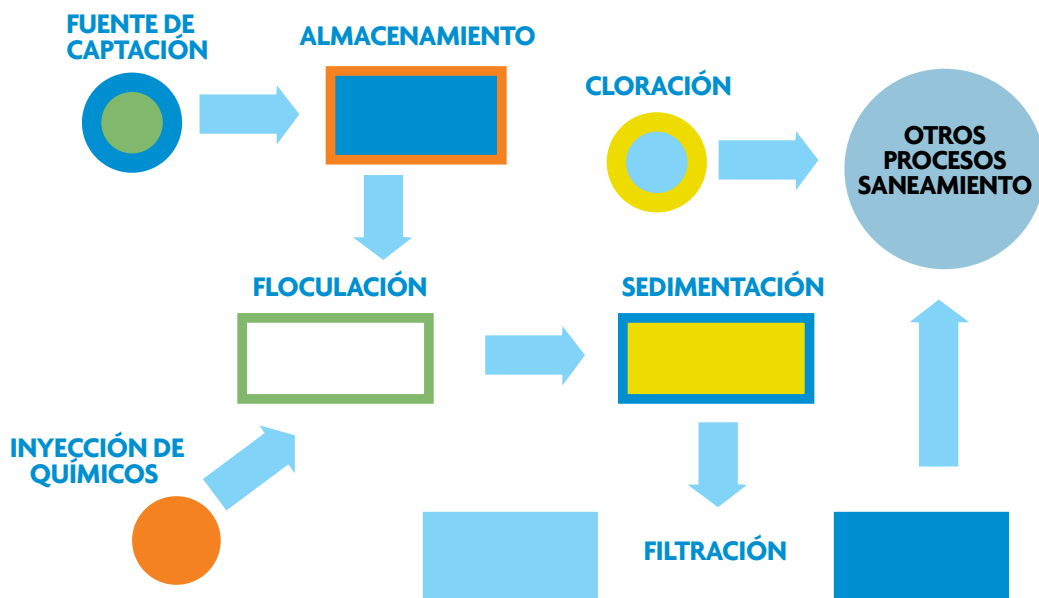 FUENTE DE
CAPTACIÓN
ALMACENAMIENTO
CLORACIÓN
OTROS
PROCESOS
SANEAMIENTO
FLOCULACIÓN
SEDIMENTACIÓN
INYECCIÓN DE
QUÍMICOS
FILTRACIÓN